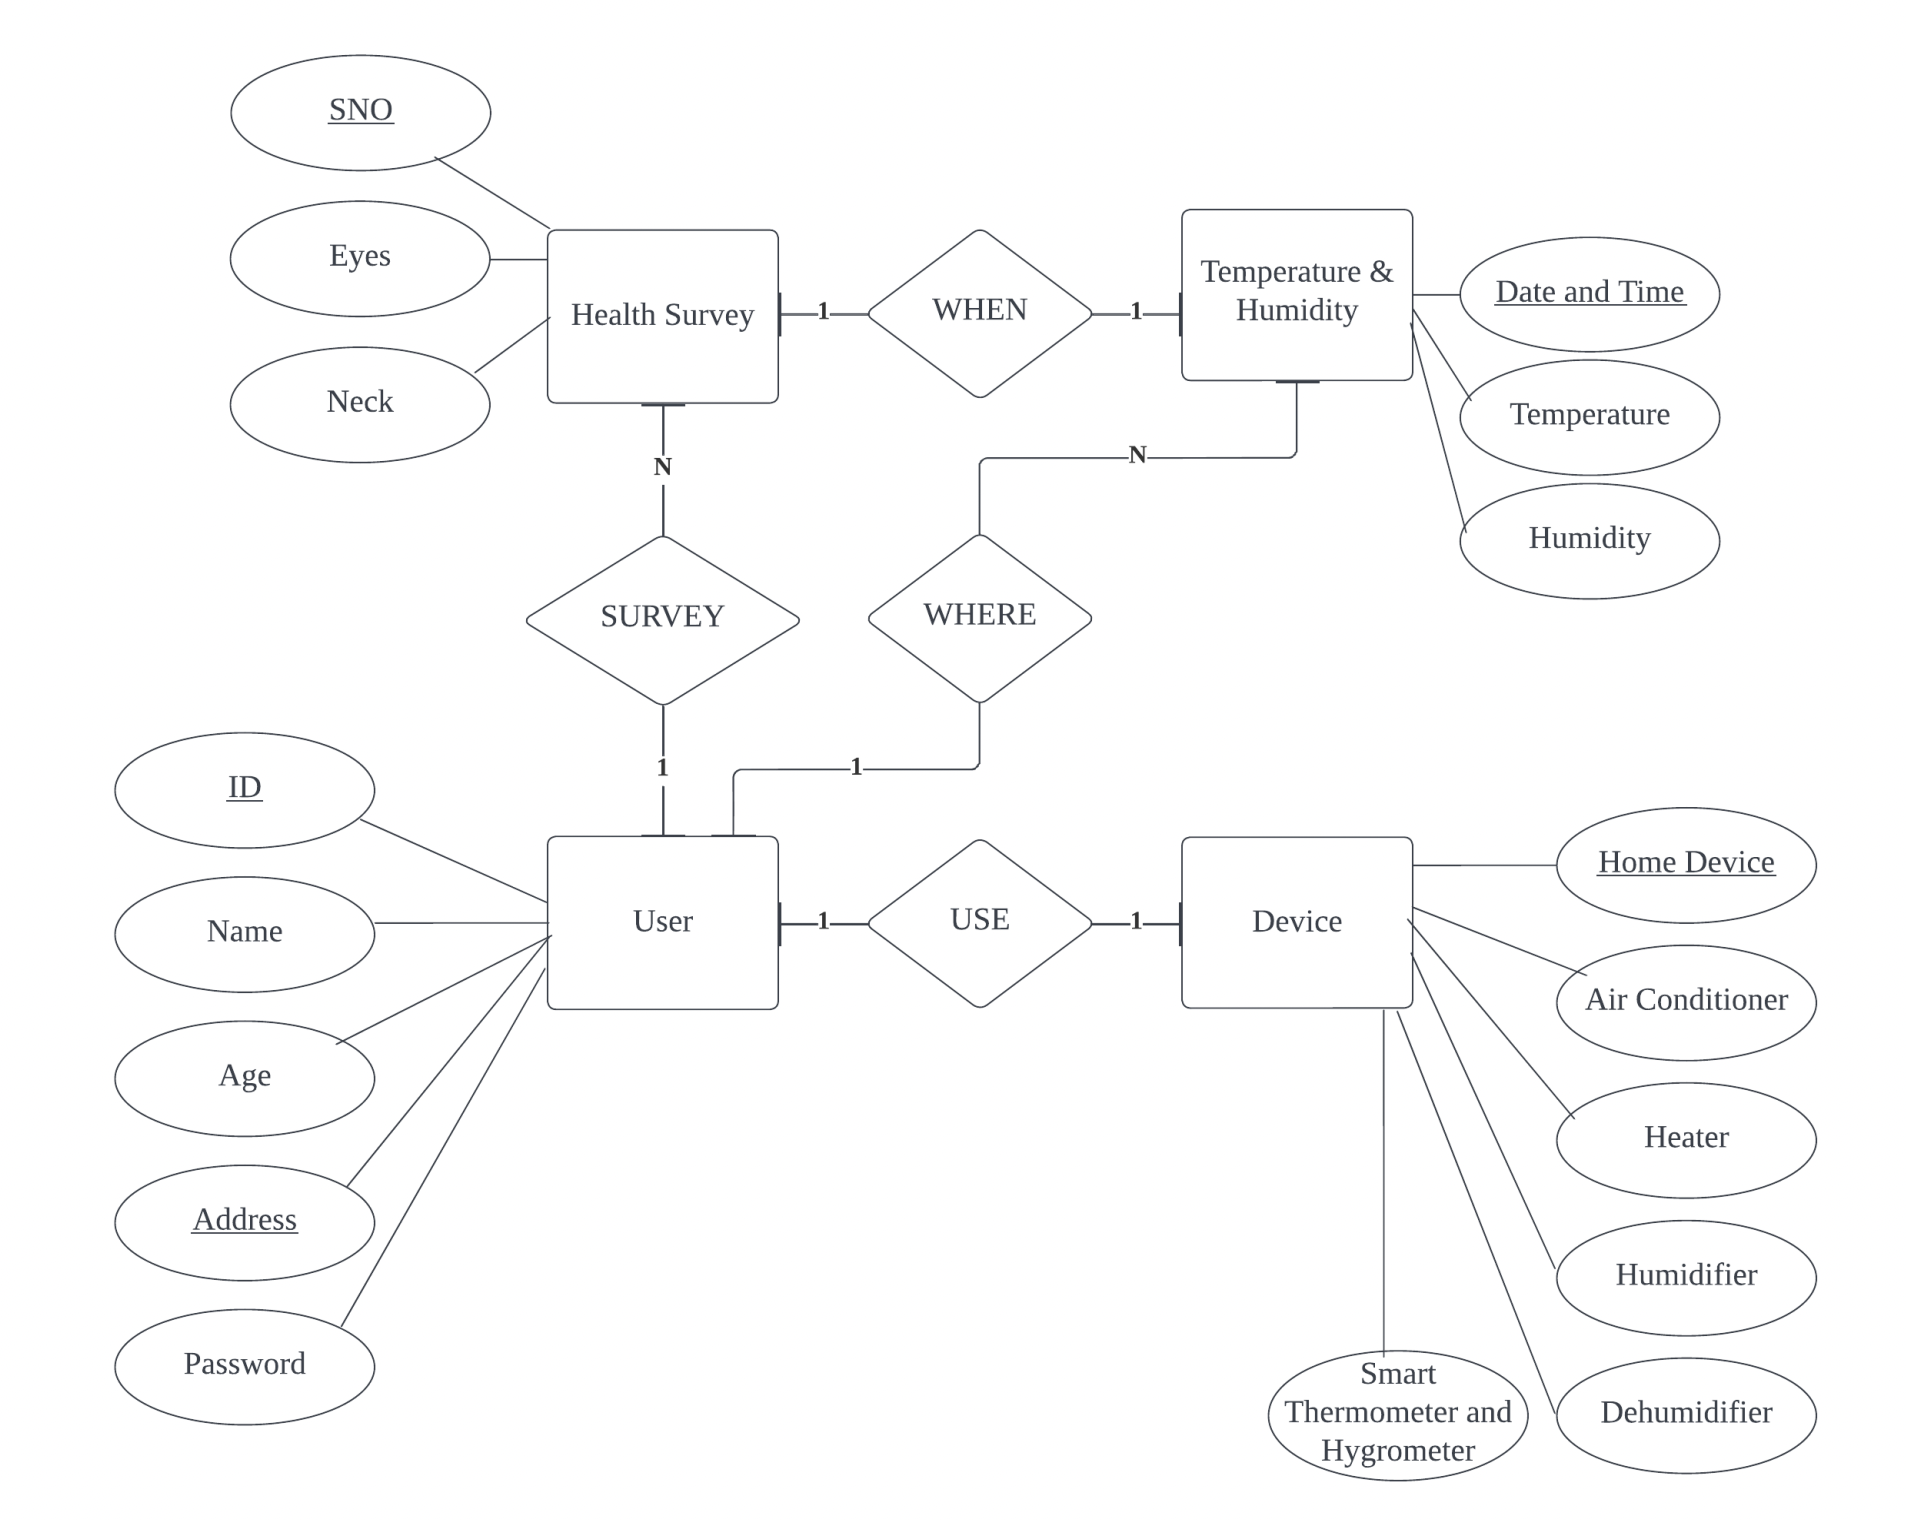 SNO
Eyes
Neck
Health Survey
1
WHEN
1
Temperature &
Humidity
Date and Time
Temperature
Humidity
N
N
SURVEY
WHERE
1
1
ID
Name
Age
Address
Password
User
1
USE
1
Device
Home Device
Air Conditioner
Heater
Humidifier
Dehumidifier
Smart
Thermometer and
Hygrometer